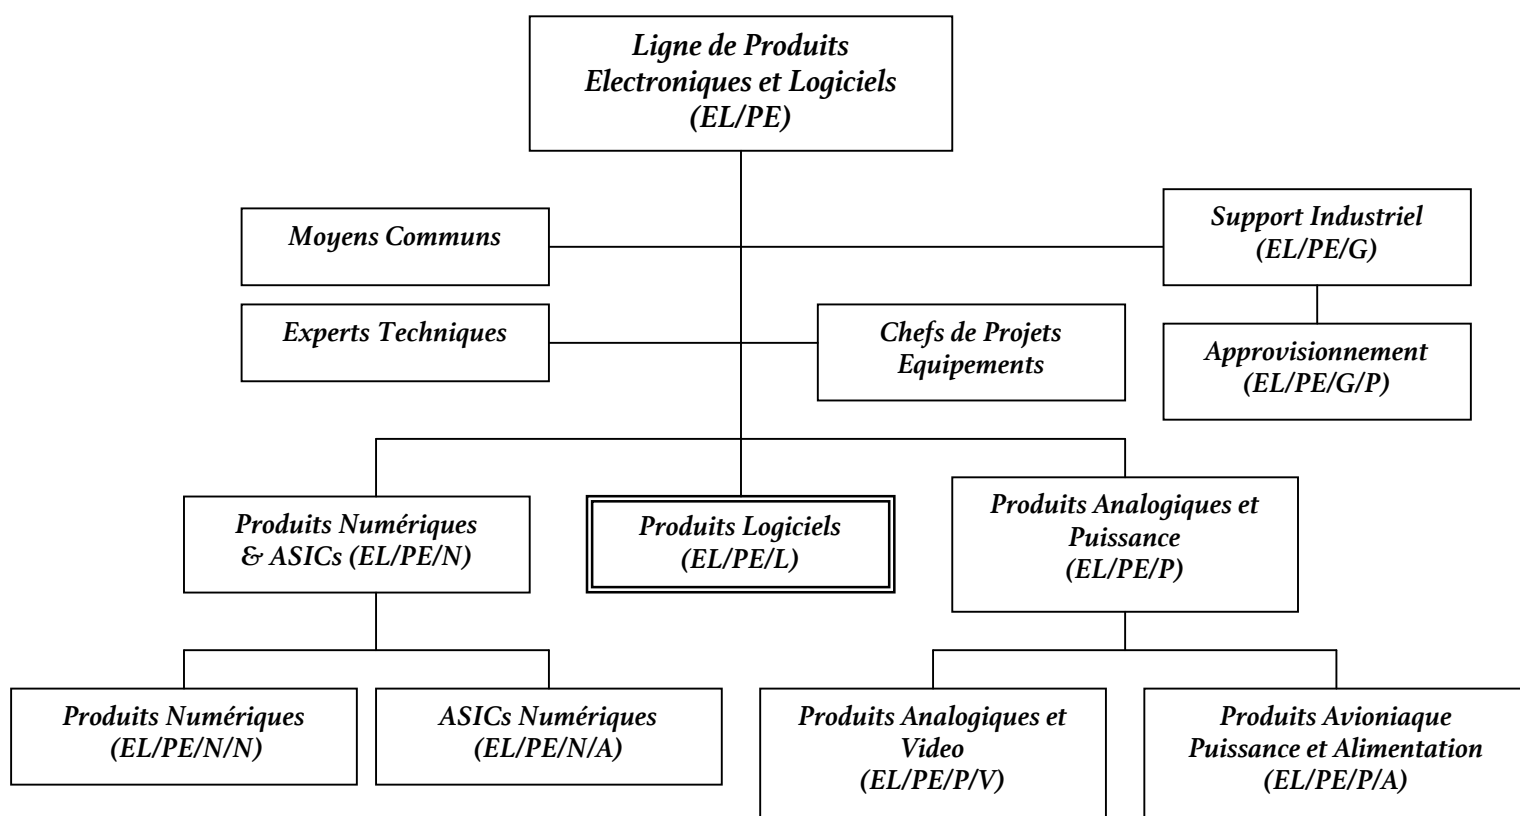 Ligne de Produits
Electroniques et Logiciels
(EL/PE)
Moyens Communs
Support Industriel
(EL/PE/G)
Experts Techniques
Chefs de Projets
Equipements
Approvisionnement
(EL/PE/G/P)
Produits Numériques
& ASICs (EL/PE/N)
Produits Logiciels
(EL/PE/L)
Produits Analogiques et
Puissance
(EL/PE/P)
Produits Numériques
(EL/PE/N/N)
ASICs Numériques
(EL/PE/N/A)
Produits Analogiques et
Video
(EL/PE/P/V)
Produits Avioniaque
Puissance et Alimentation
(EL/PE/P/A)